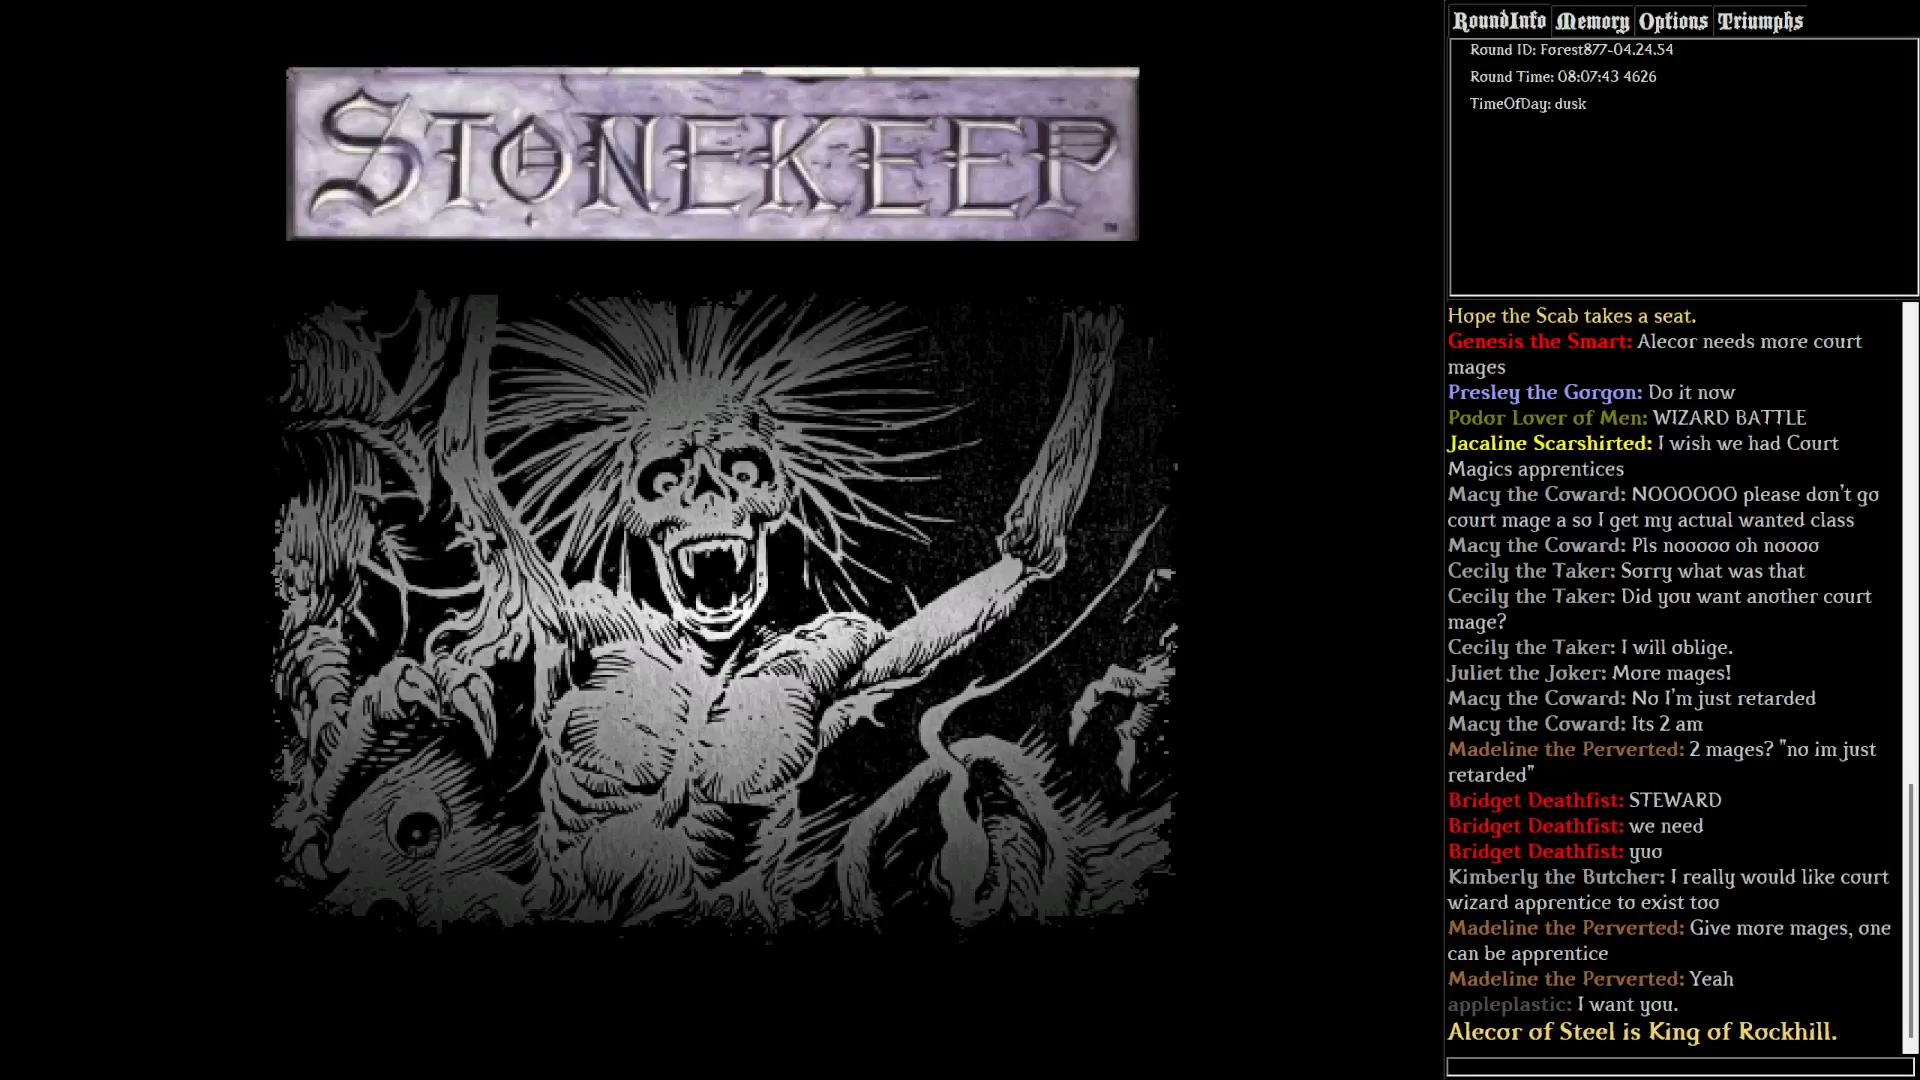 STONEKEEP
TM
RoundInfo Memory Options Triumphs
Round ID: Forest877-04.24.54
Round Time: 08:07:43 4626
TimeOfDay: dusk
Hope the Scab takes a seat.
Genesis the Smart: Alecor needs more court
mages
Presley the Gorgon: Do it now
Podor Lover of Men: WIZARD BATTLE
Jacaline Scarshirted: I wish we had Court
Magics apprentices
Macy the Coward: NOOOOOO please don't go
court mage a so I get my actual wanted class
Macy the Coward: Pls nooooo oh noooo
Cecily the Taker: Sorry what was that
Cecily the Taker: Did you want another court
mage?
Cecily the Taker: I will oblige.
Juliet the Joker: More mages!
Macy the Coward: No I'm just retarded
Macy the Coward: Its 2 am
Madeline the Perverted: 2 mages? "no im just
retarded"
Bridget Deathfist: STEWARD
Bridget Deathfist: we need
Bridget Deathfist: yuo
Kimberly the Butcher: I really would like court
wizard apprentice to exist too
Madeline the Perverted: Give more mages, one
can be apprentice
Madeline the Perverted: Yeah
appleplastic: I want you.
Alecor of Steel is King of Rockhill.